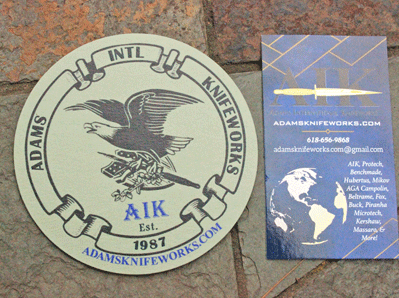 ADAMS INTL KNIFEWORKS
AIK
Est.
1987
ADAMSKNIFEWORKS.COM
AIK
ADAMSKNIFEWORKS.COM
618-656-9868
adamsknifeworks.com@gmail.com
AIK, Protech,
Benchmade,
Hubertus, Mikov
AGA Campolin,
Beltrame, Fox,
Buck, Piranha
Microtech,
Kershaw,
Massaro, &
More!